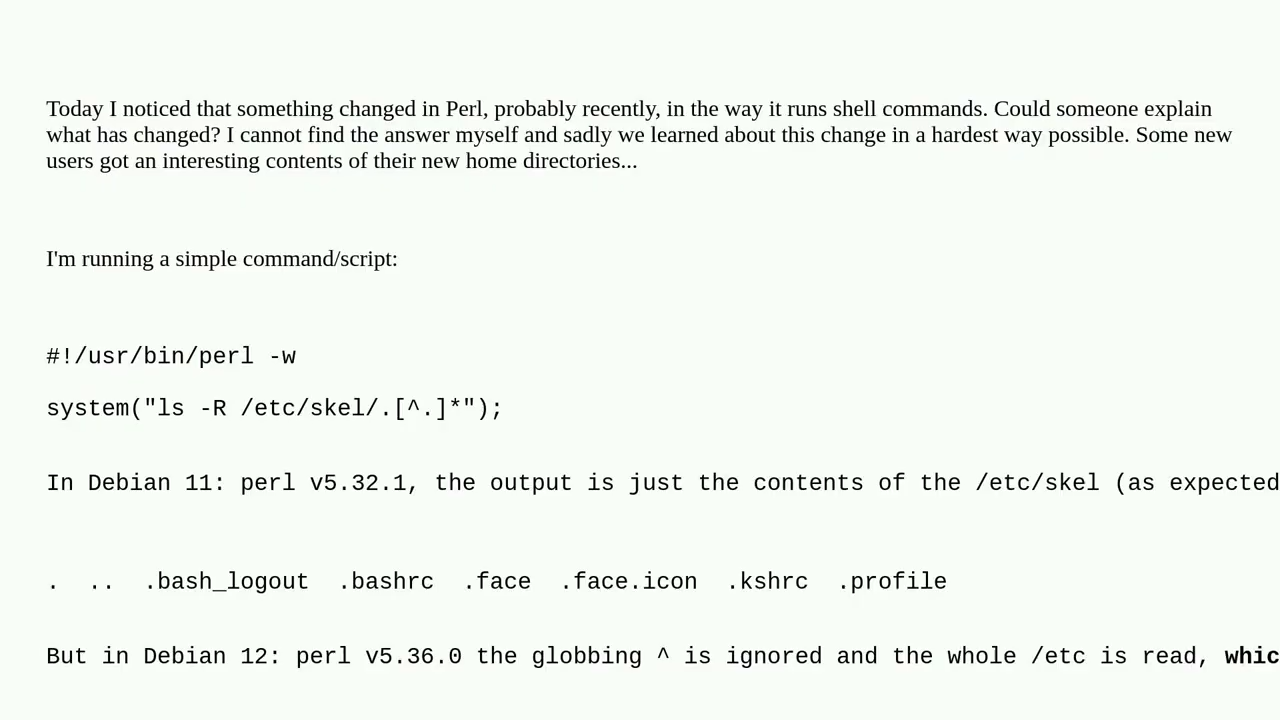 Today I noticed that something changed in Perl, probably recently, in the way it runs shell commands. Could someone explain
what has changed? I cannot find the answer myself and sadly we learned about this change in a hardest way possible. Some new
users got an interesting contents of their new home directories...
I'm running a simple command/script:
#!/usr/bin/perl -w
system("ls -R /etc/skel/.[^.]*");
In Debian 11: perl v5.32.1, the output is just the contents of the /etc/skel (as expected
.  ..  .bash_logout  .bashrc  .face  .face.icon  .kshrc  .profile
But in Debian 12: perl v5.36.0 the globbing ^ is ignored and the whole /etc is read,